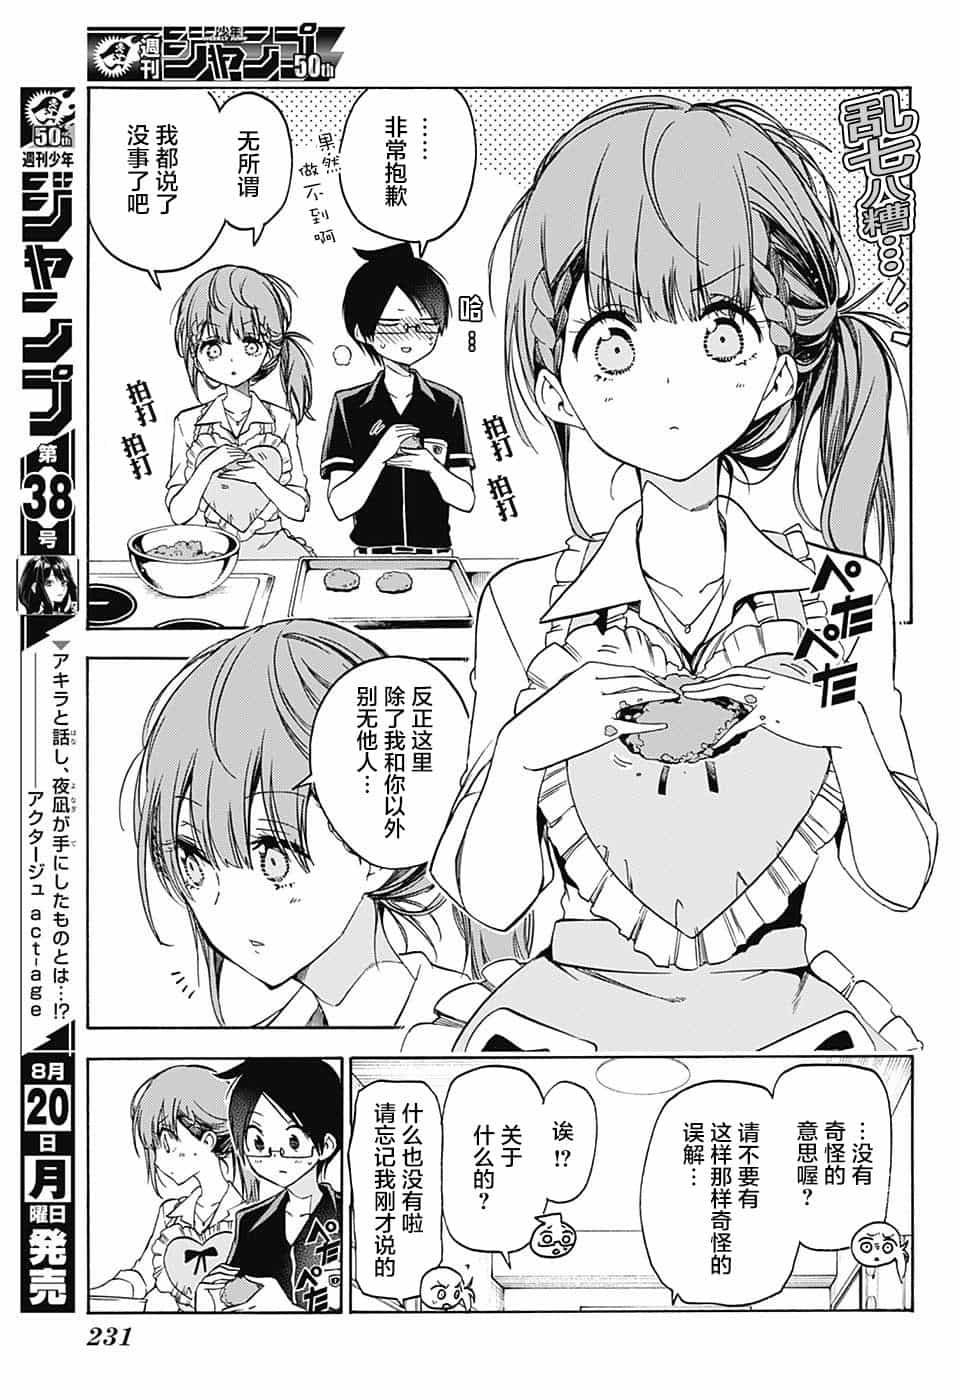 週刊
少年
ジャンプ
50th
乱七八糟…
……
非常抱歉
果然
做不到啊
无所谓
我都说了
没事了吧
哈…
拍打
拍打
拍打
拍打
ぺた
ぺた
反正这里
除了我和你以外
别无他人…
…没有
奇怪的
意思喔?
请不要有
这样那样奇怪的
误解…
诶!?
关于
什么的?
什么也没有啦
请忘记我刚才说的
ぺた
ぺた
50th
週刊少年
ジャンプ
第
38
号
▼アキラと話し、夜凪が手にしたものとは…!?
はな
よなぎ
て
——アクタージュ act-age
8月
20
日
月
曜日
発売
231